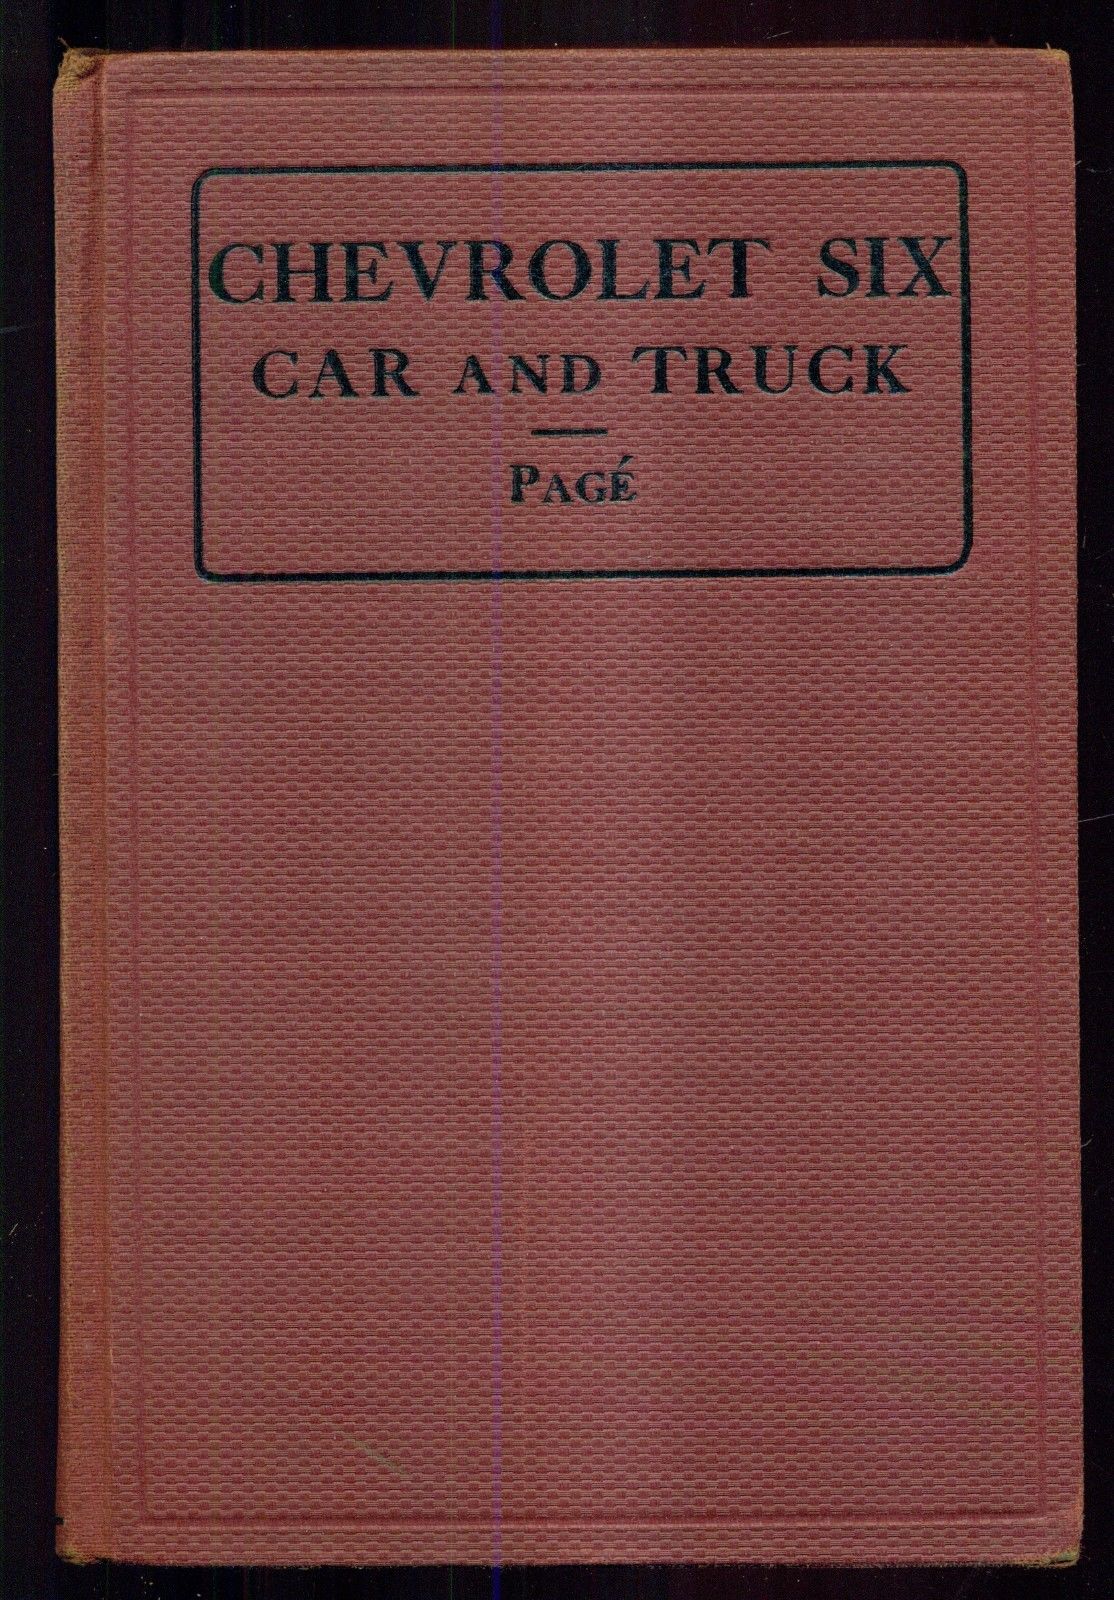 CHEVROLET SIX
CAR AND TRUCK
PAGÉ